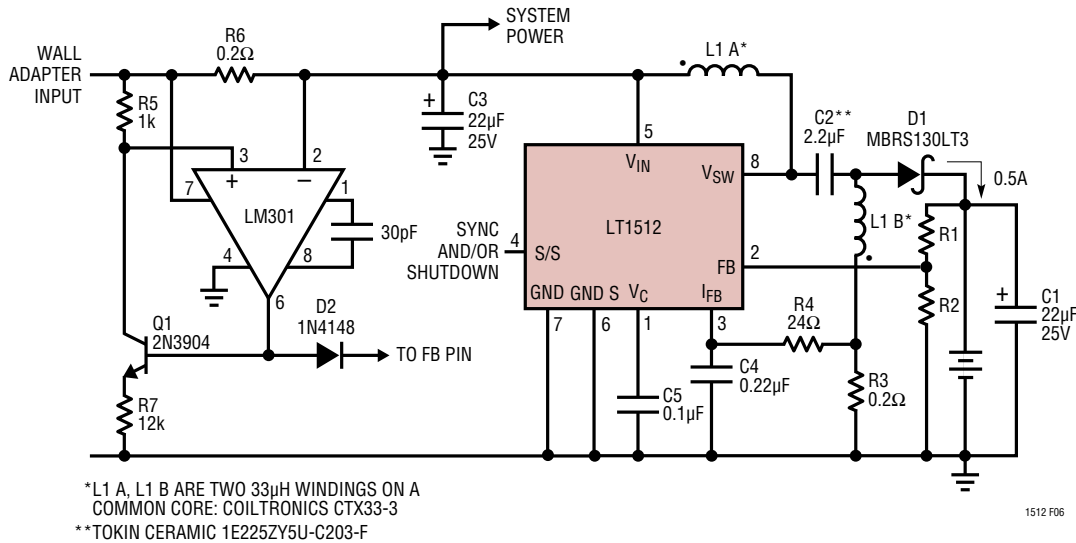 SYSTEM
POWER
WALL
ADAPTER
INPUT
R6
0.2Ω
L1 A*
R5
1k
+
C3
22µF
25V
C2**
2.2µF
D1
MBRS130LT3
0.5A
3
2
+
−
7
1
LM301
30pF
4
8
6
5
VIN
VSW
8
LT1512
SYNC
AND/OR
SHUTDOWN
4
S/S
FB
2
GND
GND S
VC
IFB
7
6
1
3
L1 B*
R1
R2
+
C1
22µF
25V
R4
24Ω
Q1
2N3904
D2
1N4148
TO FB PIN
C4
0.22µF
R3
0.2Ω
C5
0.1µF
R7
12k
*L1 A, L1 B ARE TWO 33µH WINDINGS ON A
COMMON CORE: COILTRONICS CTX33-3
**TOKIN CERAMIC 1E225ZY5U-C203-F
1512 F06